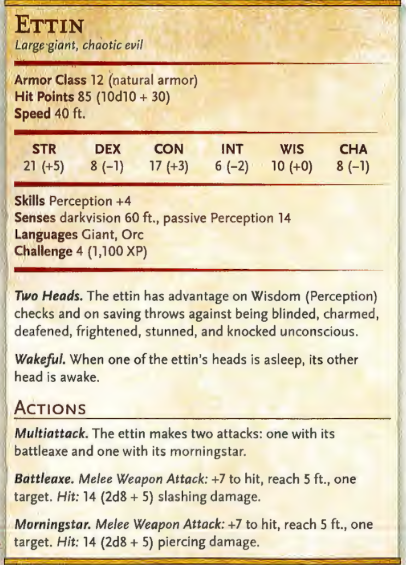 ETTIN
Large giant, chaotic evil
Armor Class 12 (natural armor)
Hit Points 85 (10d10 + 30)
Speed 40 ft.
STR DEX CON INT WIS CHA
21 (+5) 8 (−1) 17 (+3) 6 (−2) 10 (+0) 8 (−1)
Skills Perception +4
Senses darkvision 60 ft., passive Perception 14
Languages Giant, Orc
Challenge 4 (1,100 XP)
Two Heads. The ettin has advantage on Wisdom (Perception)
checks and on saving throws against being blinded, charmed,
deafened, frightened, stunned, and knocked unconscious.
Wakeful. When one of the ettin's heads is asleep, its other
head is awake.
ACTIONS
Multiattack. The ettin makes two attacks: one with its
battleaxe and one with its morningstar.
Battleaxe. Melee Weapon Attack: +7 to hit, reach 5 ft., one
target. Hit: 14 (2d8 + 5) slashing damage.
Morningstar. Melee Weapon Attack: +7 to hit, reach 5 ft., one
target. Hit: 14 (2d8 + 5) piercing damage.